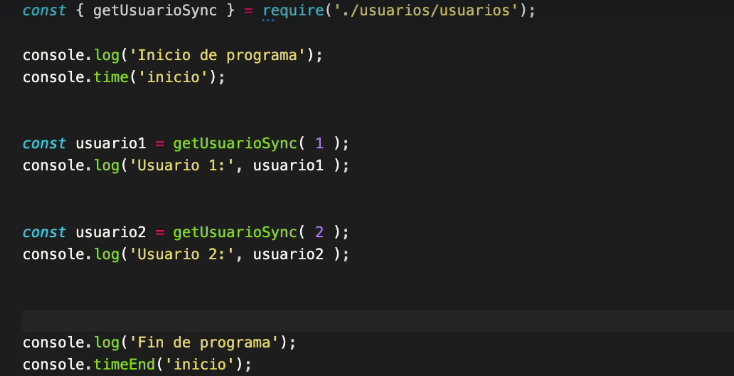 const { getUsuarioSync } = require('./usuarios/usuarios');
console.log('Inicio de programa');
console.time('inicio');
const usuario1 = getUsuarioSync( 1 );
console.log('Usuario 1:', usuario1 );
const usuario2 = getUsuarioSync( 2 );
console.log('Usuario 2:', usuario2 );
console.log('Fin de programa');
console.timeEnd('inicio');